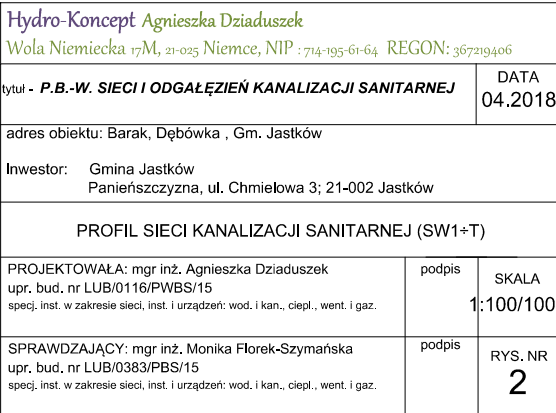 Hydro-Koncept Agnieszka Dziaduszek
Wola Niemiecka 17M, 21-025 Niemce, NIP : 714-195-61-64 REGON: 367219406
tytuł - P.B.-W. SIECI I ODGAŁĘZIEŃ KANALIZACJI SANITARNEJ
DATA
04.2018
adres obiektu: Barak, Dębówka , Gm. Jastków
Inwestor: Gmina Jastków
Panieńszczyzna, ul. Chmielowa 3; 21-002 Jastków
PROFIL SIECI KANALIZACJI SANITARNEJ (SW1÷T)
PROJEKTOWAŁA: mgr inż. Agnieszka Dziaduszek
upr. bud. nr LUB/0116/PWBS/15
specj. inst. w zakresie sieci, inst. i urządzeń: wod. i kan., ciepl., went. i gaz.
podpis
SKALA
1:100/100
SPRAWDZAJĄCY: mgr inż. Monika Florek-Szymańska
upr. bud. nr LUB/0383/PBS/15
specj. inst. w zakresie sieci, inst. i urządzeń: wod. i kan., ciepl., went. i gaz.
podpis
RYS. NR
2